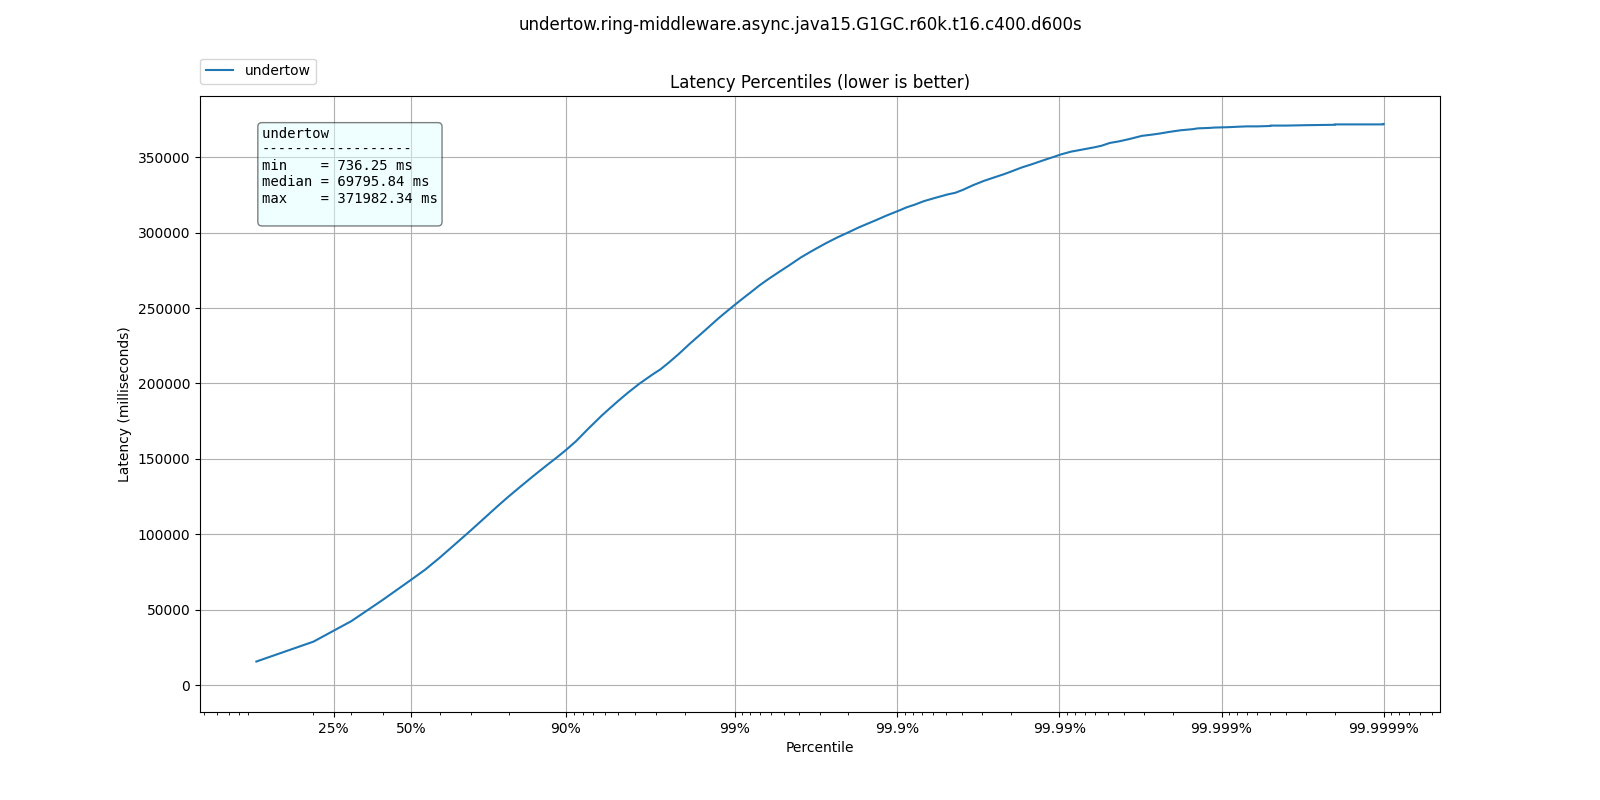 undertow.ring-middleware.async.java15.G1GC.r60k.t16.c400.d600s
undertow
Latency Percentiles (lower is better)
undertow
------------------
min    = 736.25 ms
median = 69795.84 ms
max    = 371982.34 ms
350000
300000
250000
200000
150000
100000
50000
0
Latency (milliseconds)
25% 50% 90% 99% 99.9% 99.99% 99.999% 99.9999%
Percentile